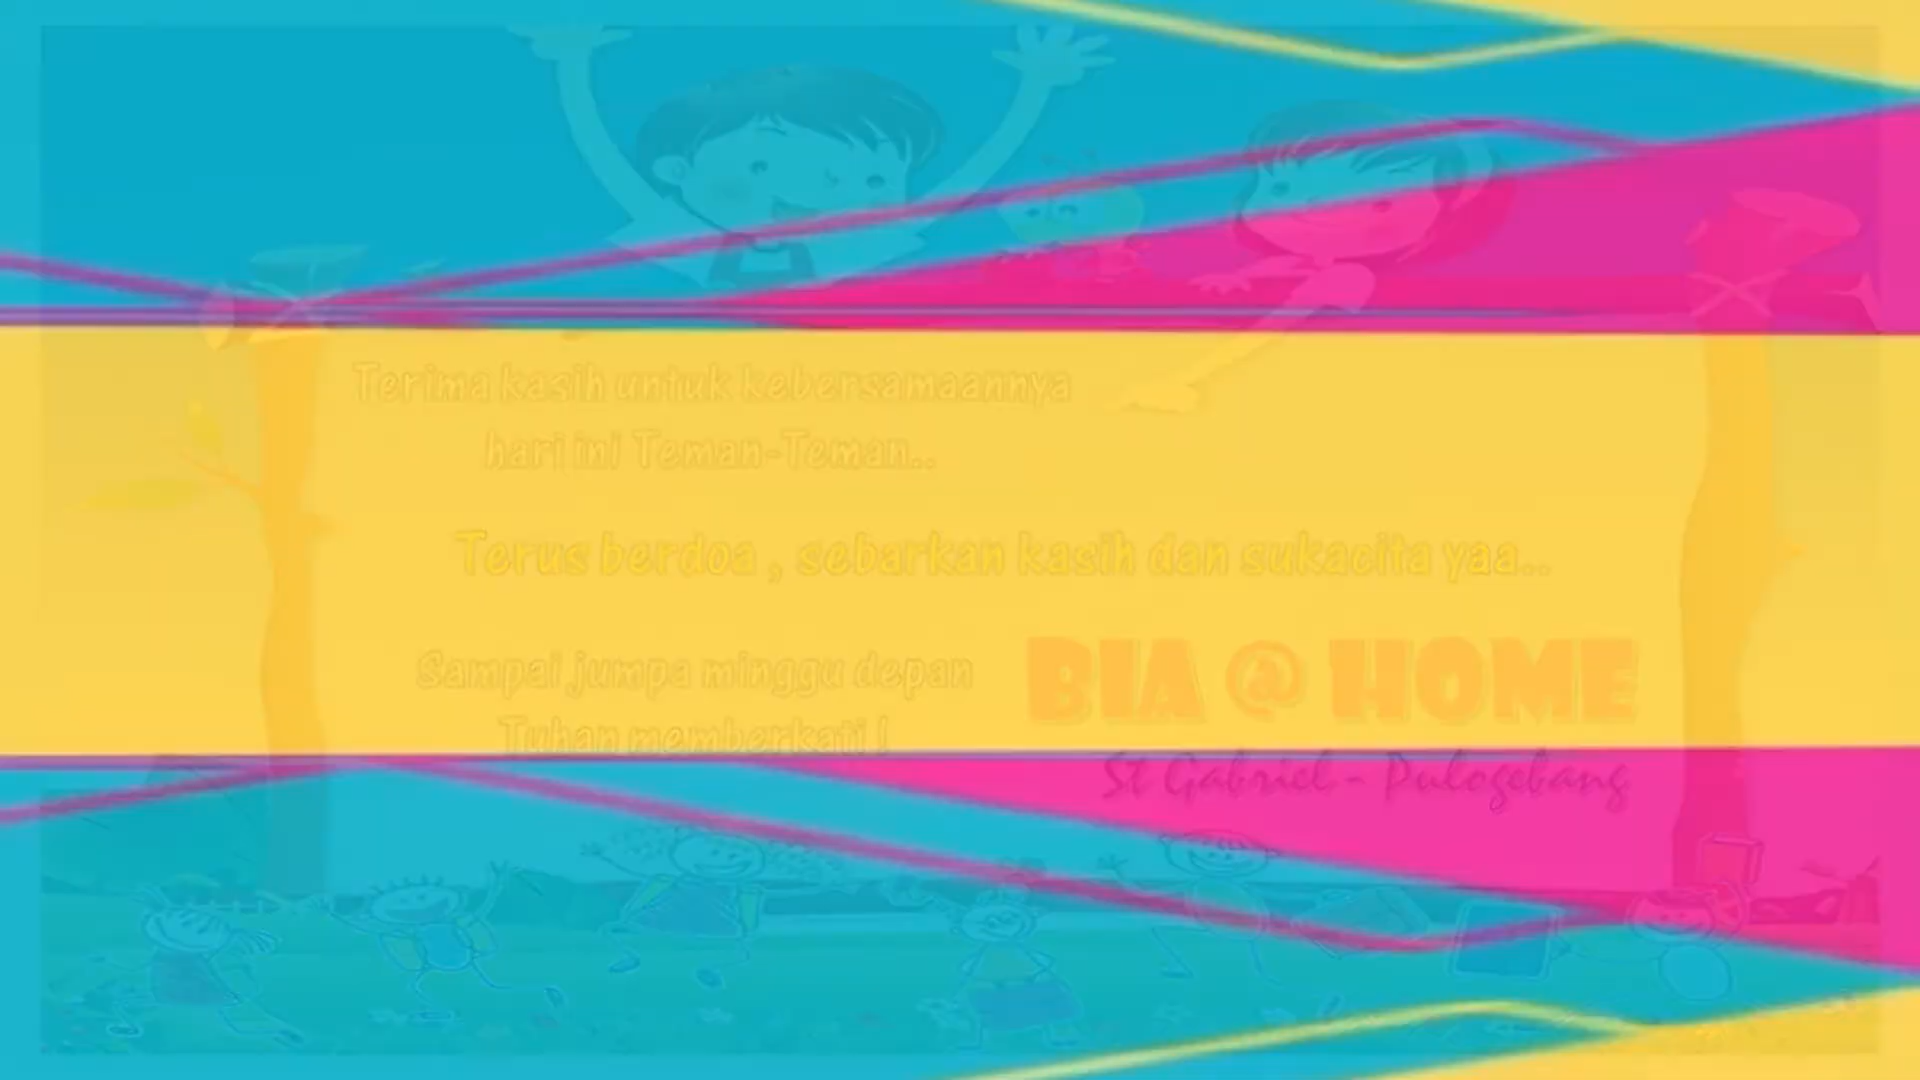 Terima kasih untuk kebersamaannya
hari ini Teman-Teman..
Terus berdoa , sebarkan kasih dan sukacita yaa..
Sampai jumpa minggu depan
Tuhan memberkati !
BIA @ HOME
St Gabriel - Pulogebang